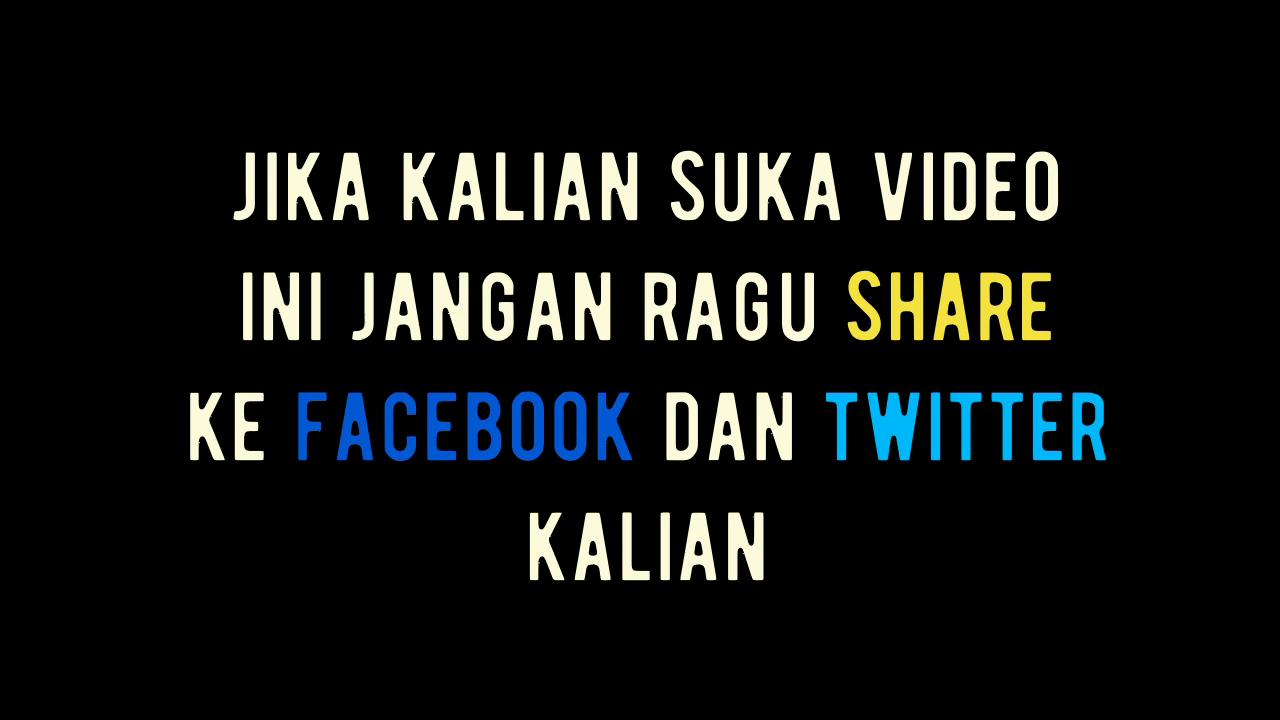 JIKA KALIAN SUKA VIDEO
INI JANGAN RAGU SHARE
KE FACEBOOK DAN TWITTER
KALIAN